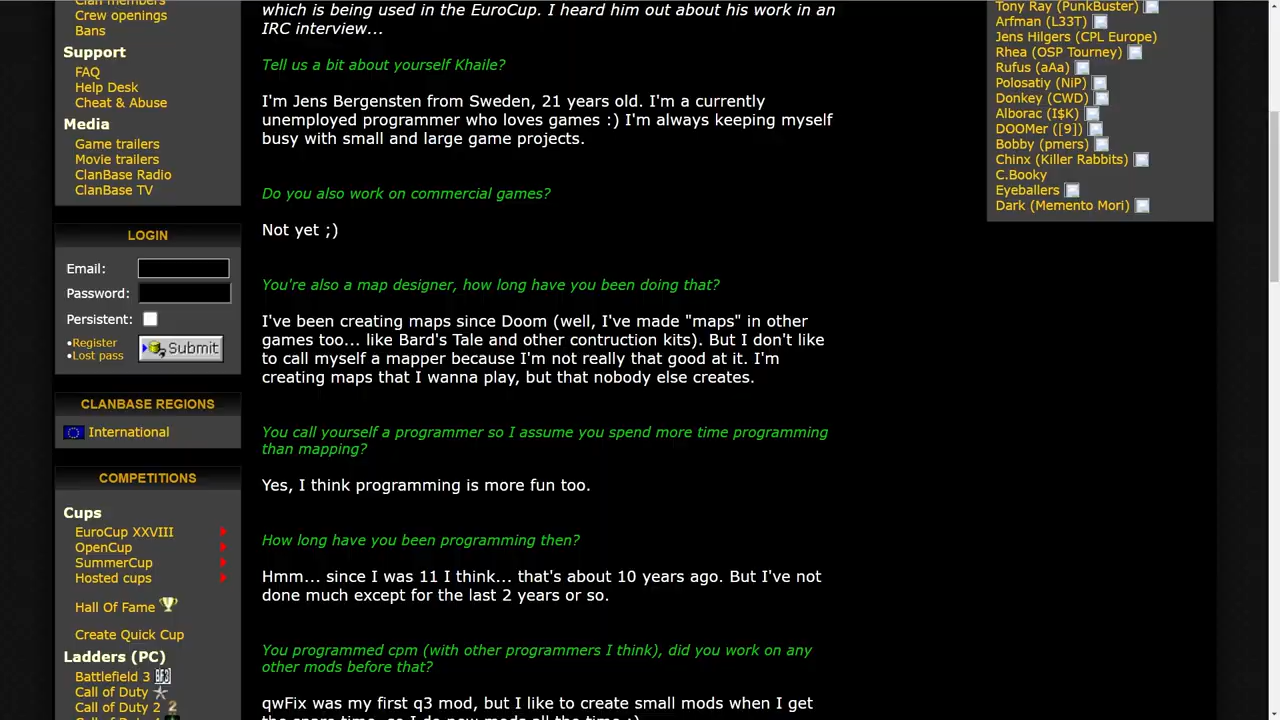 Clan members
Crew openings
Bans
Support
FAQ
Help Desk
Cheat & Abuse
Media
Game trailers
Movie trailers
ClanBase Radio
ClanBase TV
LOGIN
Email:
Password:
Persistent:
•Register
•Lost pass
Submit
CLANBASE REGIONS
International
COMPETITIONS
Cups
EuroCup XXVIII
OpenCup
SummerCup
Hosted cups
Hall Of Fame
Create Quick Cup
Ladders (PC)
Battlefield 3
Call of Duty
Call of Duty 2
which is being used in the EuroCup. I heard him out about his work in an
IRC interview...
Tell us a bit about yourself Khaile?
I'm Jens Bergensten from Sweden, 21 years old. I'm a currently
unemployed programmer who loves games :) I'm always keeping myself
busy with small and large game projects.
Do you also work on commercial games?
Not yet ;)
You're also a map designer, how long have you been doing that?
I've been creating maps since Doom (well, I've made "maps" in other
games too... like Bard's Tale and other contruction kits). But I don't like
to call myself a mapper because I'm not really that good at it. I'm
creating maps that I wanna play, but that nobody else creates.
You call yourself a programmer so I assume you spend more time programming
than mapping?
Yes, I think programming is more fun too.
How long have you been programming then?
Hmm... since I was 11 I think... that's about 10 years ago. But I've not
done much except for the last 2 years or so.
You programmed cpm (with other programmers I think), did you work on any
other mods before that?
qwFix was my first q3 mod, but I like to create small mods when I get
the spare time, so I do new mods all the time :)
Tony Ray (PunkBuster)
Arfman (L33T)
Jens Hilgers (CPL Europe)
Rhea (OSP Tourney)
Rufus (aAa)
Polosatiy (NiP)
Donkey (CWD)
Alborac (I$K)
DOOMer ([9])
Bobby (pmers)
Chinx (Killer Rabbits)
C.Booky
Eyeballers
Dark (Memento Mori)